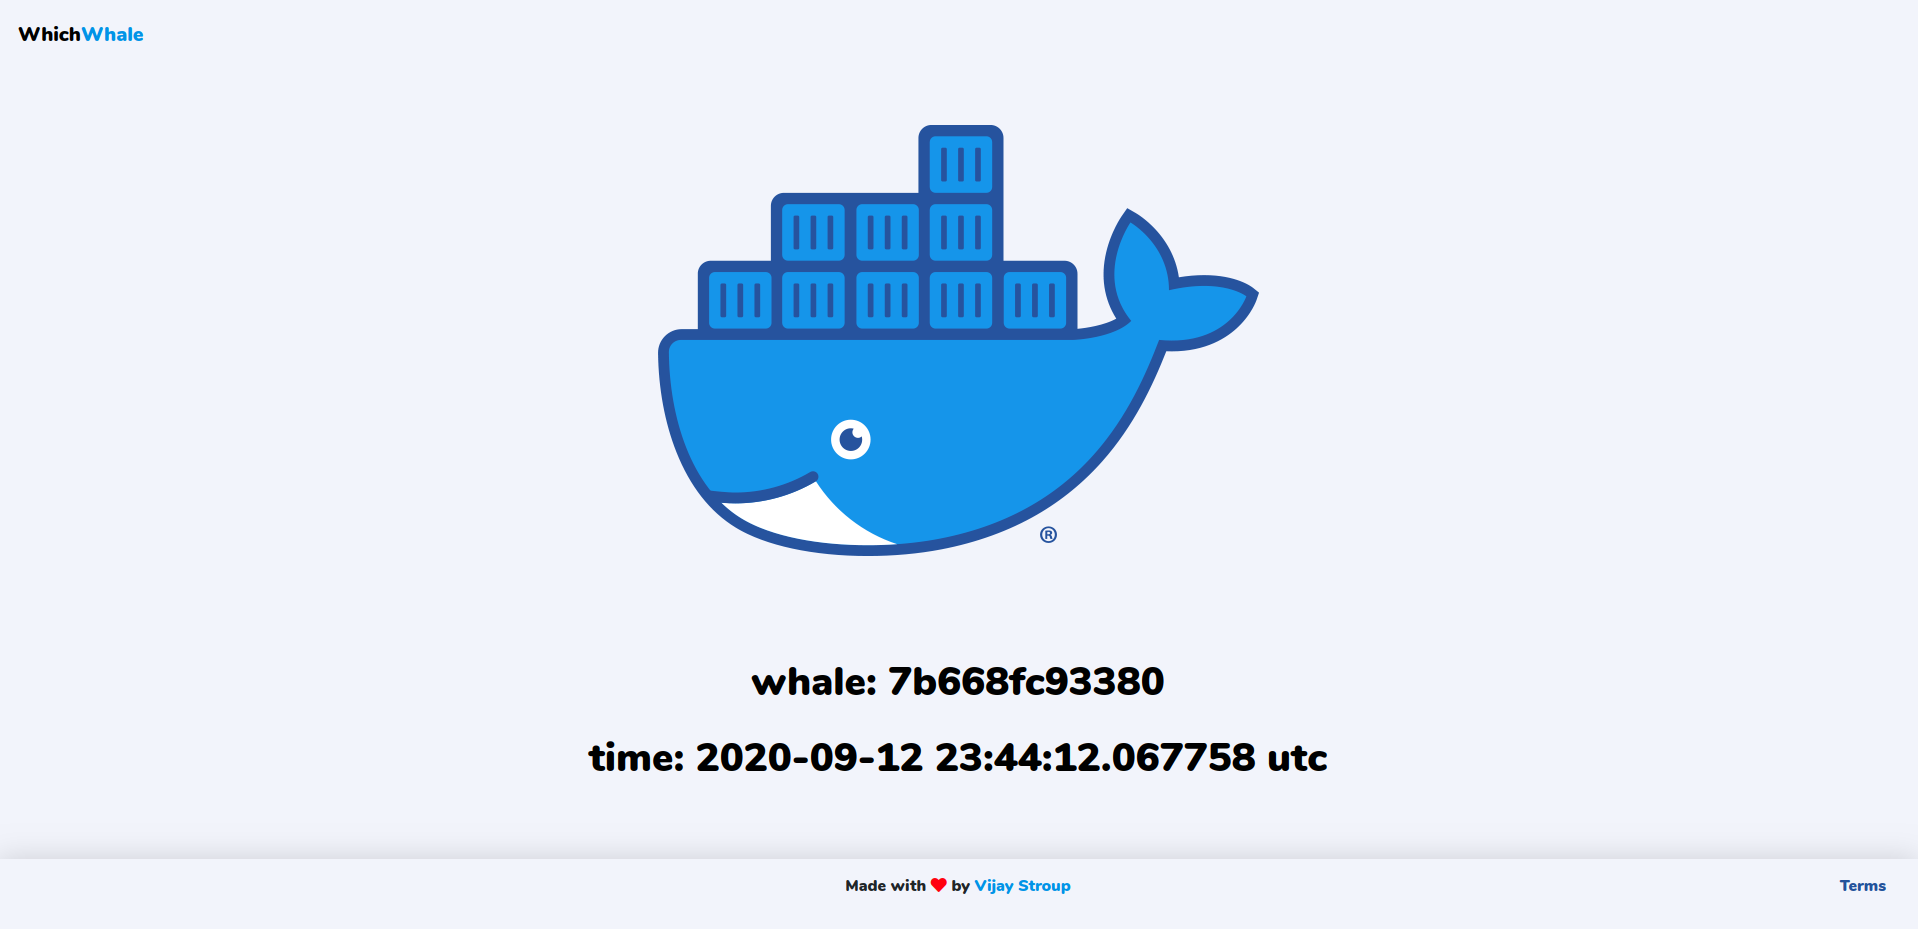 WhichWhale
®
whale: 7b668fc93380
time: 2020-09-12 23:44:12.067758 utc
Made with ❤ by Vijay Stroup
Terms